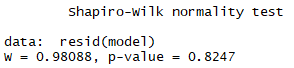 Shapiro-Wilk normality test
data:  resid(model)
W = 0.98088, p-value = 0.8247